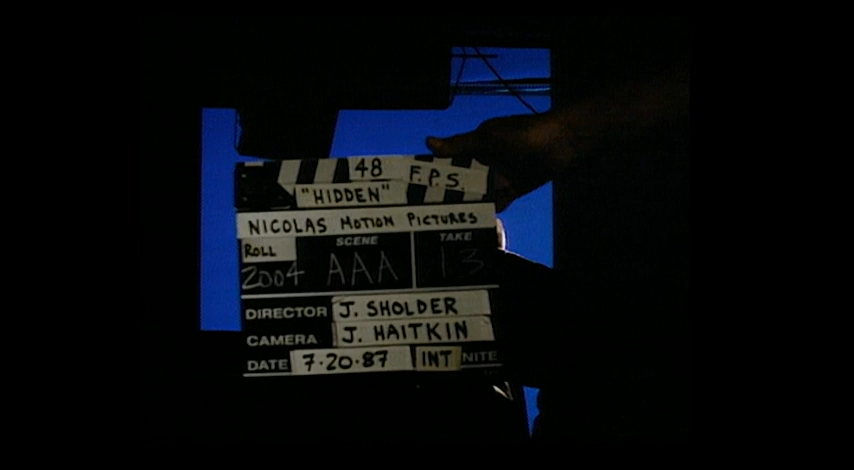 48 F.P.S.
"HIDDEN"
NICOLAS MOTION PICTURES
ROLL SCENE TAKE
2004 AAA 13
DIRECTOR J. SHOLDER
CAMERA J. HAITKIN
DATE 7·20·87 INT NITE